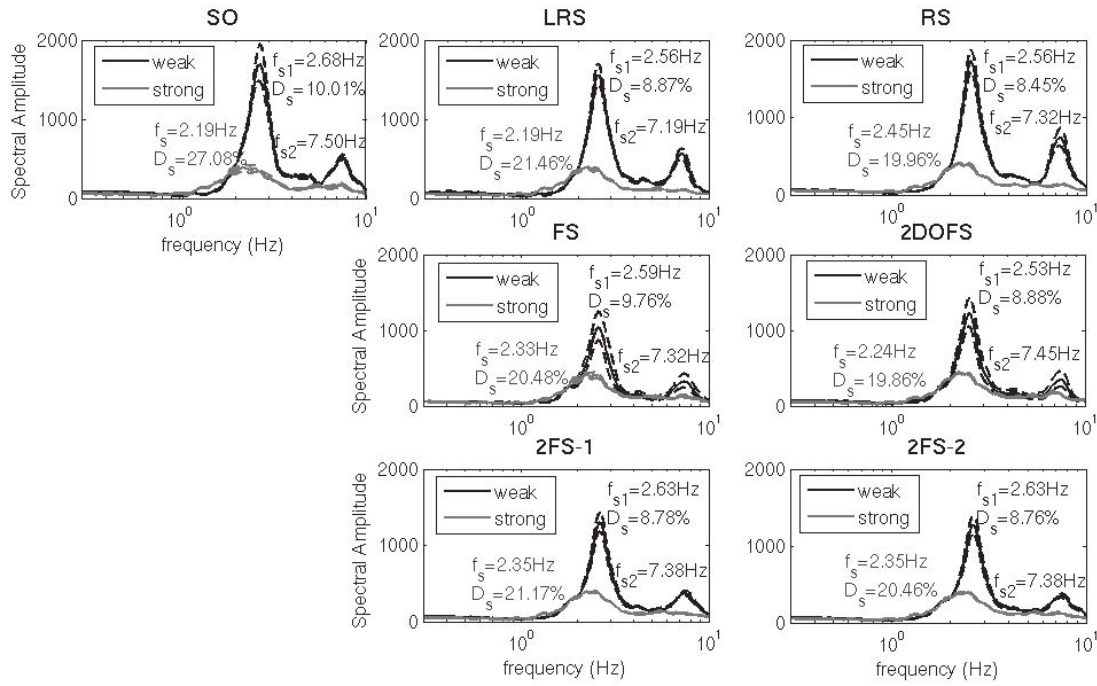 SO
2000
1000
0
Spectral Amplitude
weak
strong
f_s1=2.68Hz
D_s=10.01%
f_s=2.19Hz
D_s=27.08%
f_s2=7.50Hz
10^0
10^1
frequency (Hz)
LRS
2000
1000
0
weak
strong
f_s1=2.56Hz
D_s=8.87%
f_s=2.19Hz
D_s=21.46%
f_s2=7.19Hz
10^0
10^1
RS
2000
1000
0
weak
strong
f_s1=2.56Hz
D_s=8.45%
f_s=2.45Hz
D_s=19.96%
f_s2=7.32Hz
10^0
10^1
FS
2000
1000
0
Spectral Amplitude
weak
strong
f_s1=2.59Hz
D_s=9.76%
f_s=2.33Hz
D_s=20.48%
f_s2=7.32Hz
10^0
10^1
2DOFS
2000
1000
0
weak
strong
f_s1=2.53Hz
D_s=8.88%
f_s=2.24Hz
D_s=19.86%
f_s2=7.45Hz
10^0
10^1
2FS-1
2000
1000
0
Spectral Amplitude
weak
strong
f_s1=2.63Hz
D_s=8.78%
f_s=2.35Hz
D_s=21.17%
f_s2=7.38Hz
10^0
10^1
frequency (Hz)
2FS-2
2000
1000
0
weak
strong
f_s1=2.63Hz
D_s=8.76%
f_s=2.35Hz
D_s=20.46%
f_s2=7.38Hz
10^0
10^1
frequency (Hz)